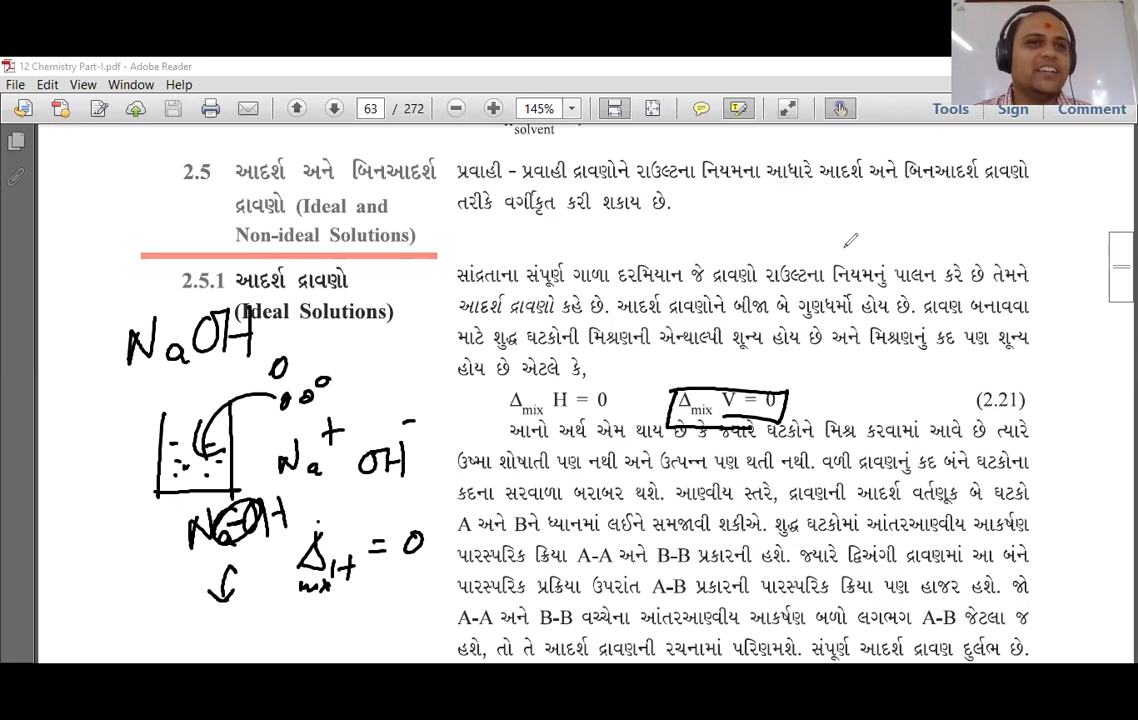 12 Chemistry Part-I.pdf - Adobe Reader
File Edit View Window Help
63 / 272 145% Tools Sign Comment
solvent
2.5 આદર્શ અને બિનઆદર્શ
દ્રાવણો (Ideal and
Non-ideal Solutions)
પ્રવાહી - પ્રવાહી દ્રાવણોને રાઉલ્ટના નિયમના આધારે આદર્શ અને બિનઆદર્શ દ્રાવણો
તરીકે વર્ગીકૃત કરી શકાય છે.
2.5.1 આદર્શ દ્રાવણો
(Ideal Solutions)
સાંદ્રતાના સંપૂર્ણ ગાળા દરમિયાન જે દ્રાવણો રાઉલ્ટના નિયમનું પાલન કરે છે તેમને
આદર્શ દ્રાવણો કહે છે. આદર્શ દ્રાવણોને બીજા બે ગુણધર્મો હોય છે. દ્રાવણ બનાવવા
માટે શુદ્ધ ઘટકોની મિશ્રણની એન્થાલ્પી શૂન્ય હોય છે અને મિશ્રણનું કદ પણ શૂન્ય
હોય છે એટલે કે,
Δmix H = 0 Δmix V = 0 (2.21)
આનો અર્થ એમ થાય છે કે જ્યારે ઘટકોને મિશ્ર કરવામાં આવે છે ત્યારે
ઉષ્મા શોષાતી પણ નથી અને ઉત્પન્ન પણ થતી નથી. વળી દ્રાવણનું કદ બંને ઘટકોના
કદના સરવાળા બરાબર થશે. આણ્વીય સ્તરે, દ્રાવણની આદર્શ વર્તણૂક બે ઘટકો
A અને Bને ધ્યાનમાં લઈને સમજાવી શકીએ. શુદ્ધ ઘટકોમાં આંતરઆણ્વીય આકર્ષણ
પારસ્પરિક ક્રિયા A-A અને B-B પ્રકારની હશે. જ્યારે દ્વિઅંગી દ્રાવણમાં આ બંને
પારસ્પરિક પ્રક્રિયા ઉપરાંત A-B પ્રકારની પારસ્પરિક ક્રિયા પણ હાજર હશે. જો
A-A અને B-B વચ્ચેના આંતરઆણ્વીય આકર્ષણ બળો લગભગ A-B જેટલા જ
હશે, તો તે આદર્શ દ્રાવણની રચનામાં પરિણમશે. સંપૂર્ણ આદર્શ દ્રાવણ દુર્લભ છે.
NaOH
Na+ OH-
NaOH
ΔmixH = 0